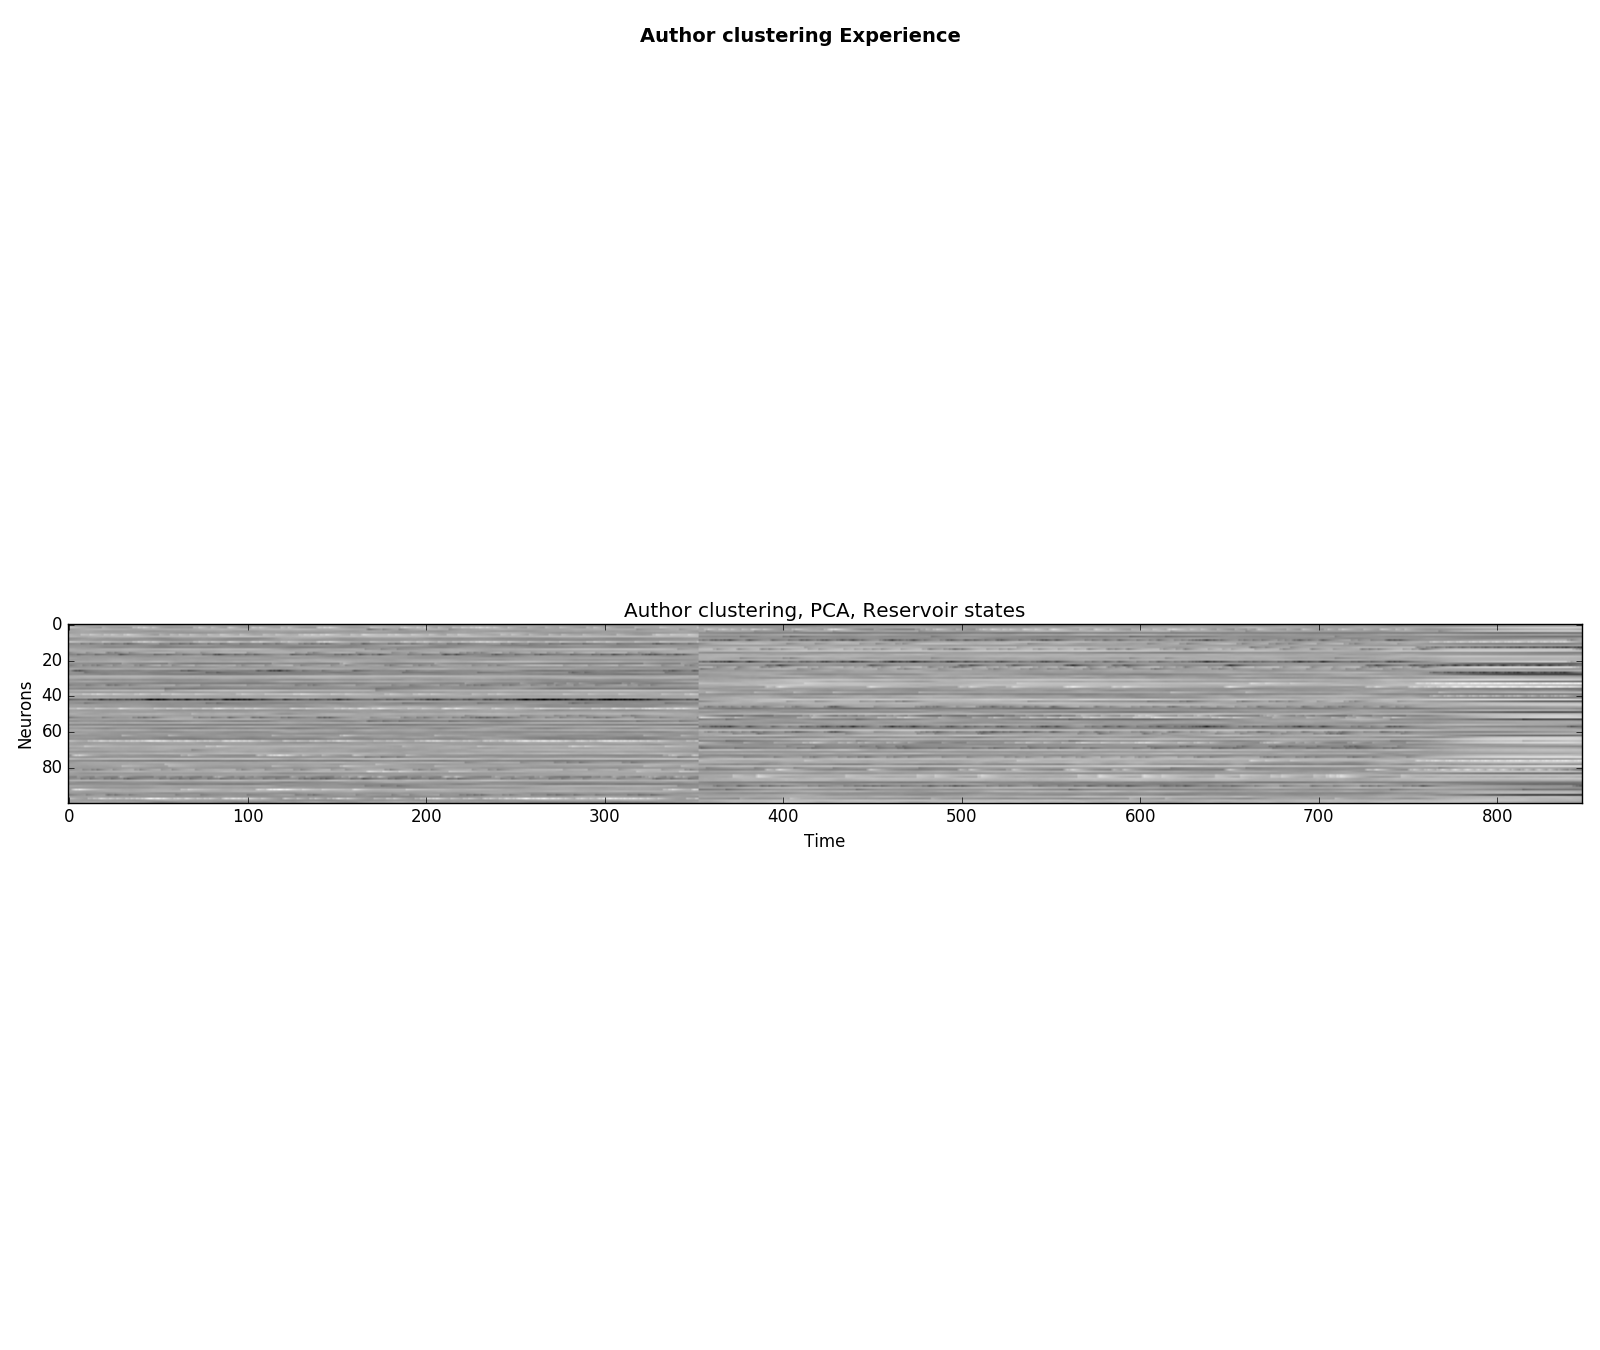 Author clustering Experience
Author clustering, PCA, Reservoir states
0
20
40
60
80
Neurons
0 100 200 300 400 500 600 700 800
Time